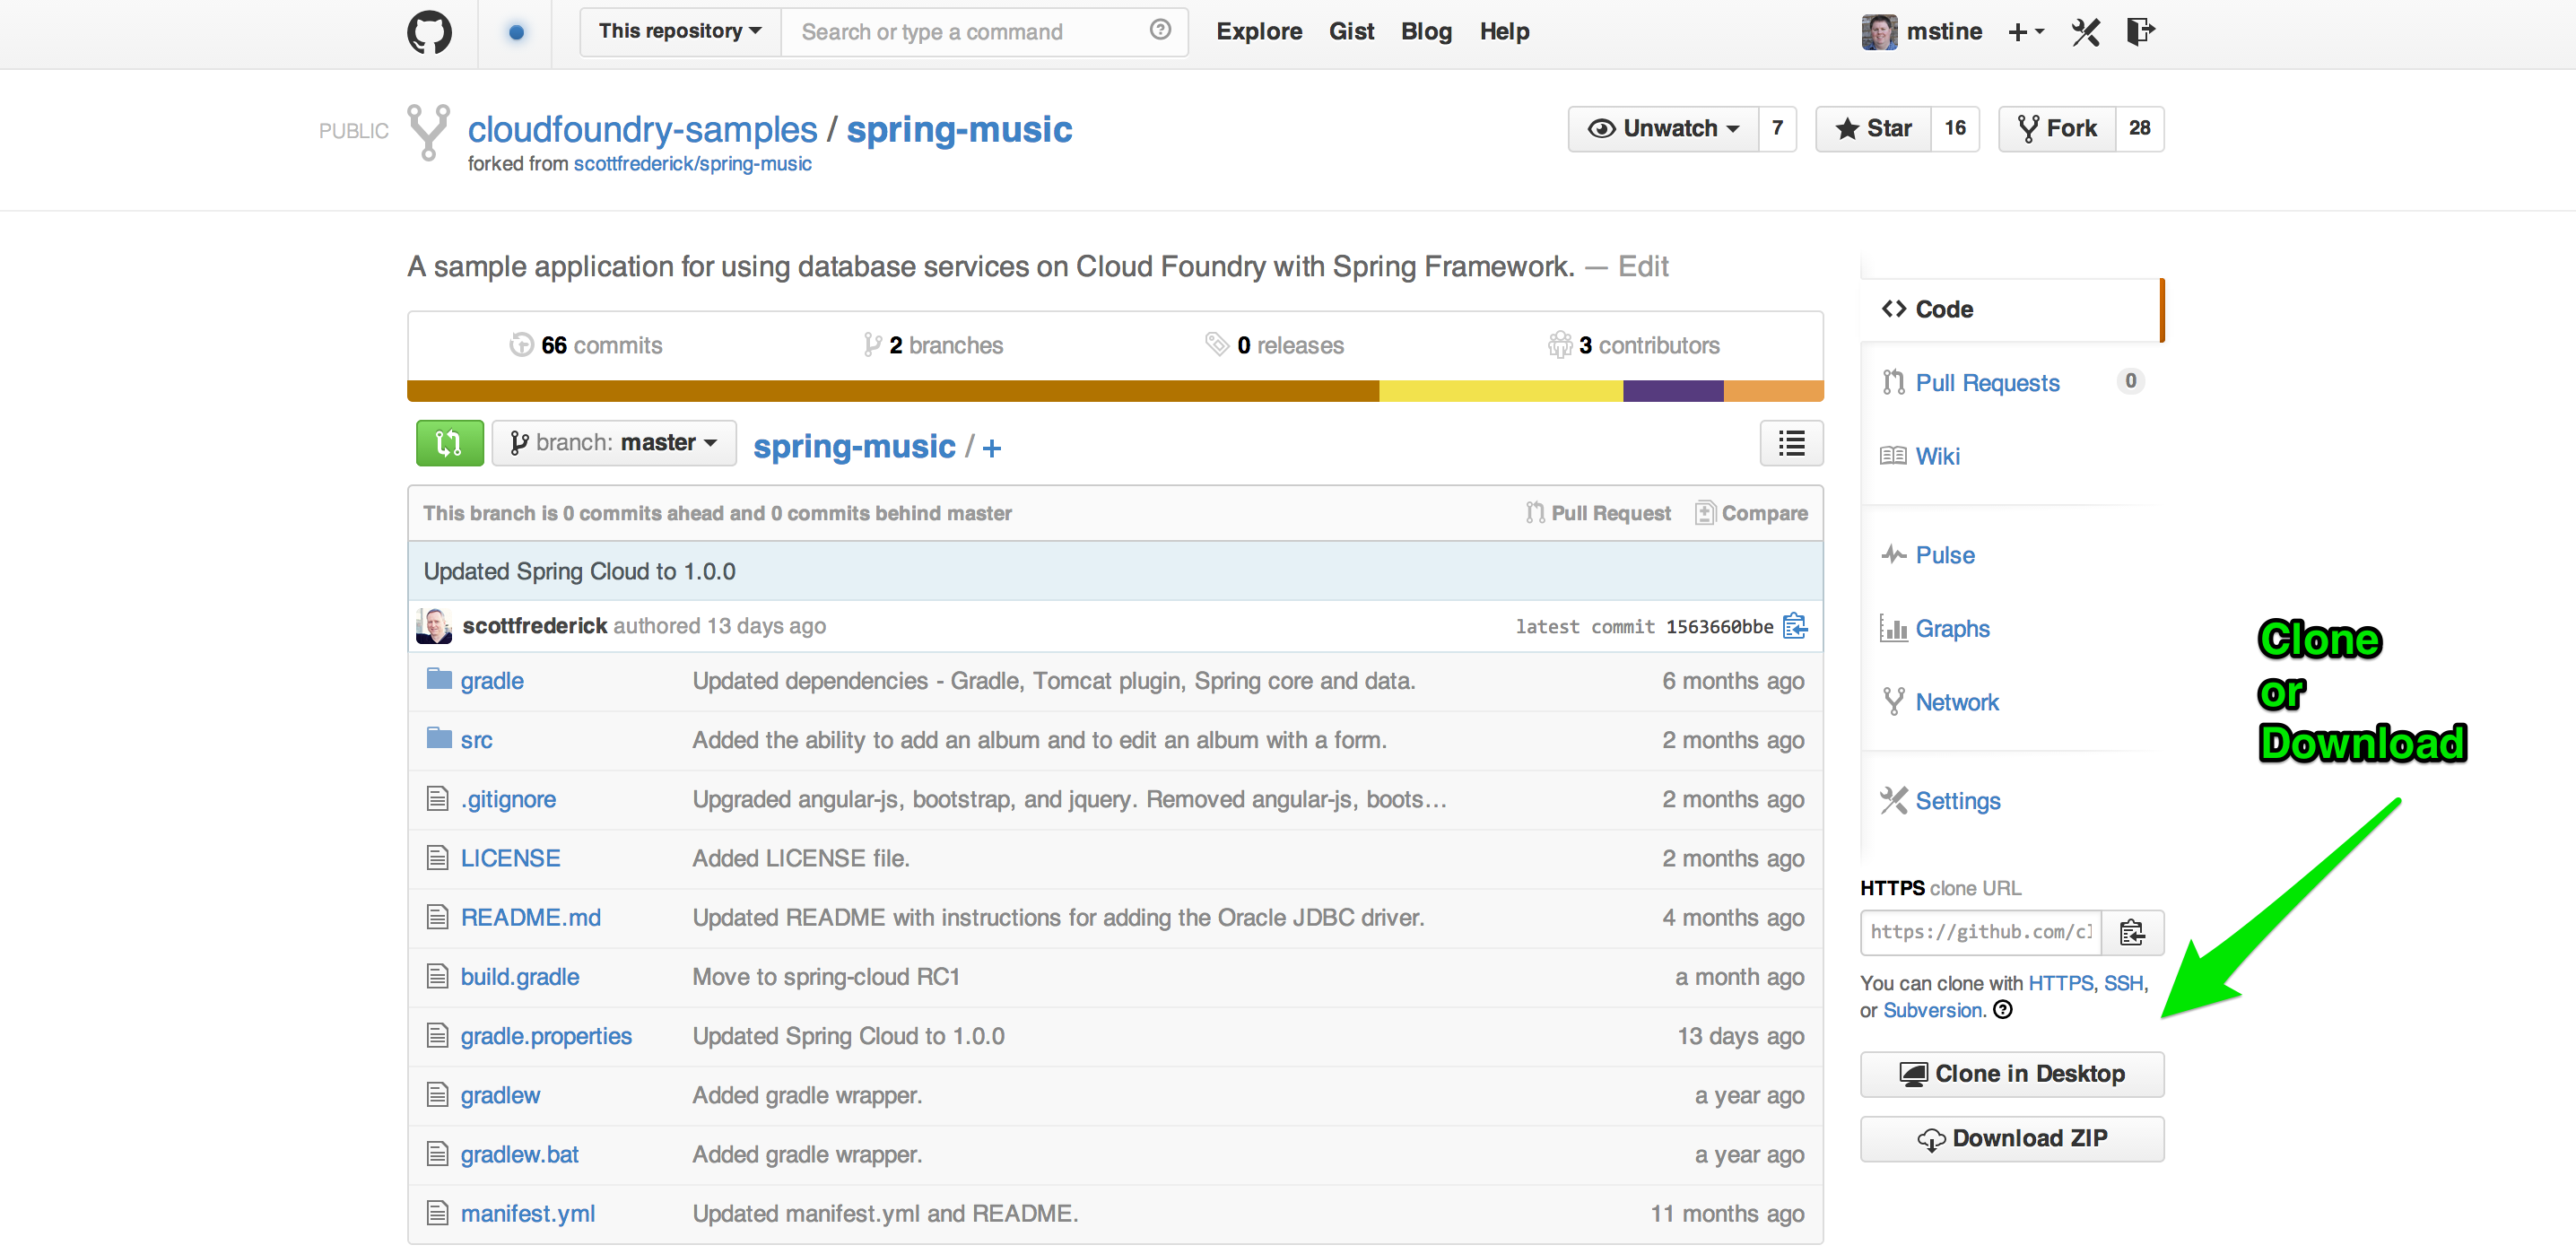 This repository Search or type a command Explore Gist Blog Help mstine
PUBLIC cloudfoundry-samples / spring-music Unwatch 7 Star 16 Fork 28
forked from scottfrederick/spring-music
A sample application for using database services on Cloud Foundry with Spring Framework. — Edit
66 commits 2 branches 0 releases 3 contributors
branch: master spring-music / +
This branch is 0 commits ahead and 0 commits behind master Pull Request Compare
Updated Spring Cloud to 1.0.0
scottfrederick authored 13 days ago latest commit 1563660bbe
gradle Updated dependencies - Gradle, Tomcat plugin, Spring core and data. 6 months ago
src Added the ability to add an album and to edit an album with a form. 2 months ago
.gitignore Upgraded angular-js, bootstrap, and jquery. Removed angular-js, boots… 2 months ago
LICENSE Added LICENSE file. 2 months ago
README.md Updated README with instructions for adding the Oracle JDBC driver. 4 months ago
build.gradle Move to spring-cloud RC1 a month ago
gradle.properties Updated Spring Cloud to 1.0.0 13 days ago
gradlew Added gradle wrapper. a year ago
gradlew.bat Added gradle wrapper. a year ago
manifest.yml Updated manifest.yml and README. 11 months ago
Code
Pull Requests 0
Wiki
Pulse
Graphs
Network
Settings
HTTPS clone URL
https://github.com/cl
You can clone with HTTPS, SSH,
or Subversion.
Clone in Desktop
Download ZIP
Clone
or
Download